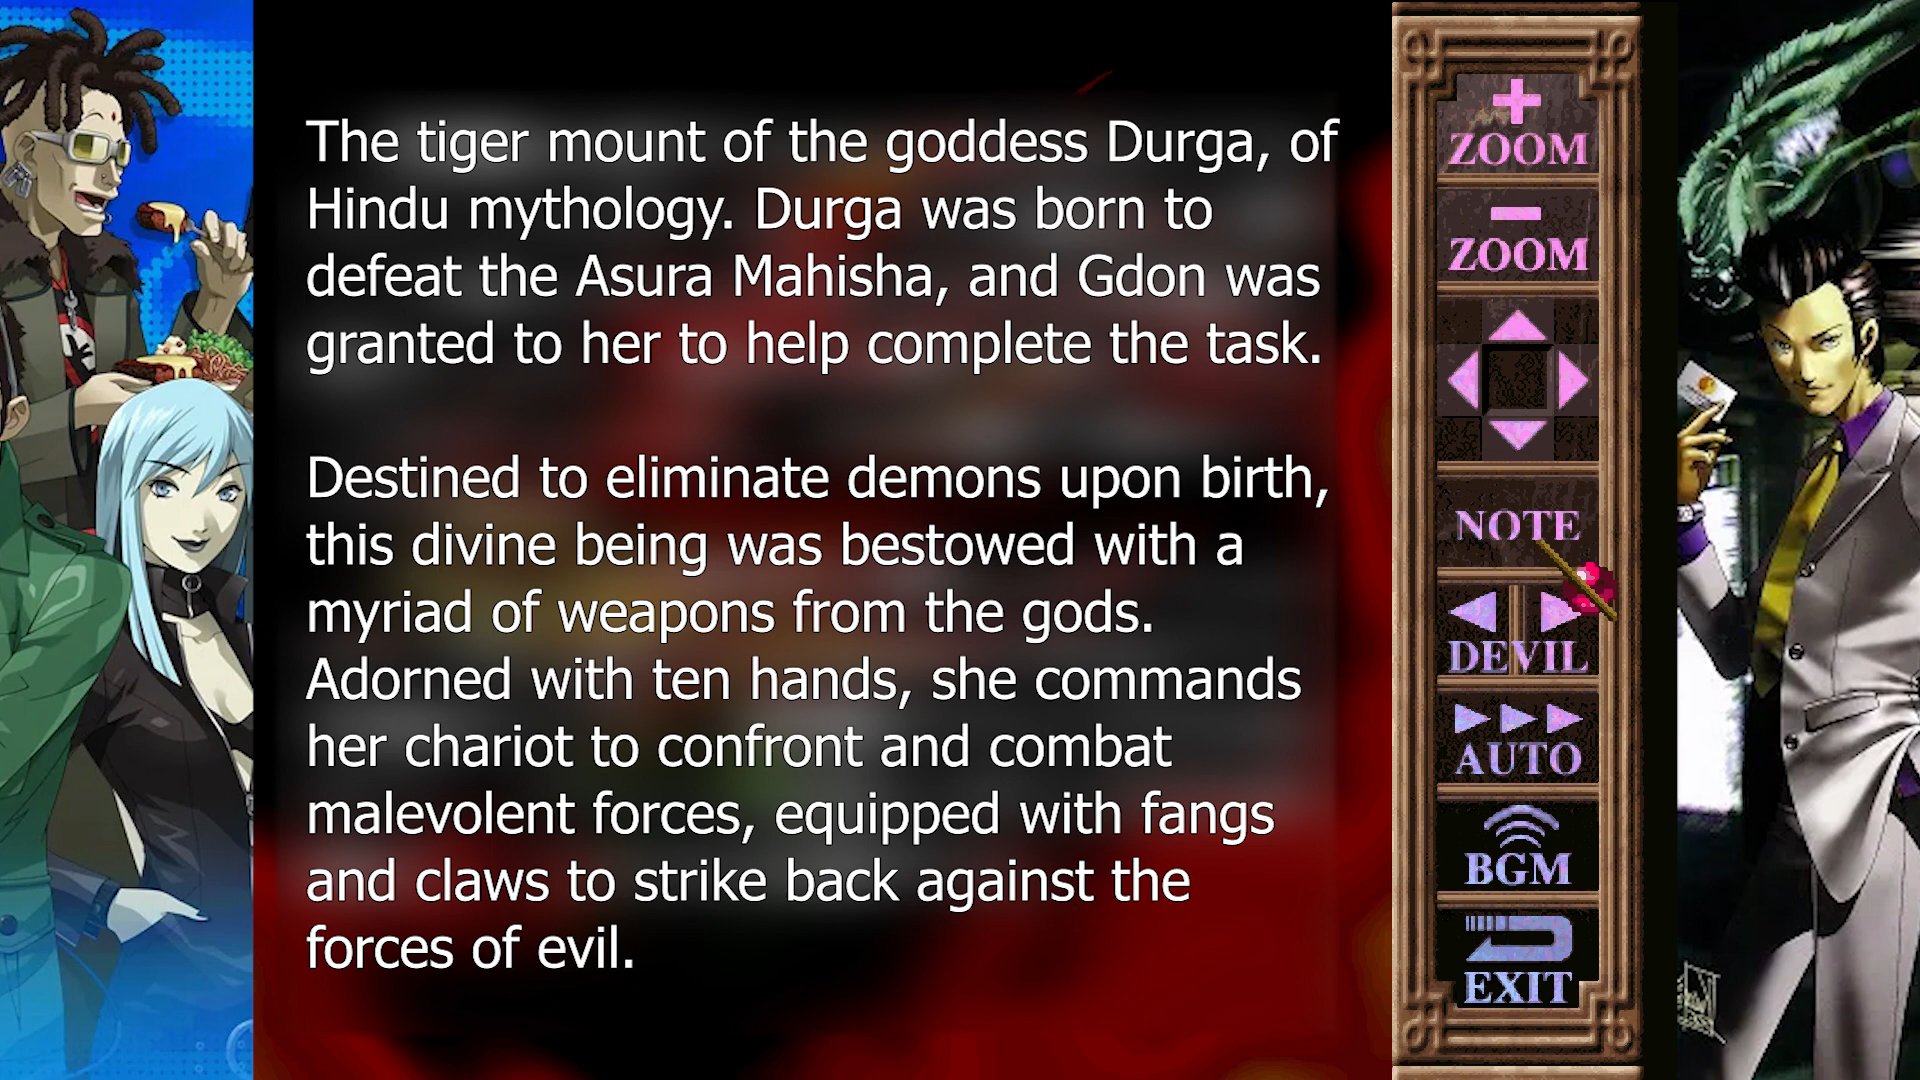 The tiger mount of the goddess Durga, of
Hindu mythology. Durga was born to
defeat the Asura Mahisha, and Gdon was
granted to her to help complete the task.
Destined to eliminate demons upon birth,
this divine being was bestowed with a
myriad of weapons from the gods.
Adorned with ten hands, she commands
her chariot to confront and combat
malevolent forces, equipped with fangs
and claws to strike back against the
forces of evil.
ZOOM
ZOOM
NOTE
DEVIL
AUTO
BGM
EXIT